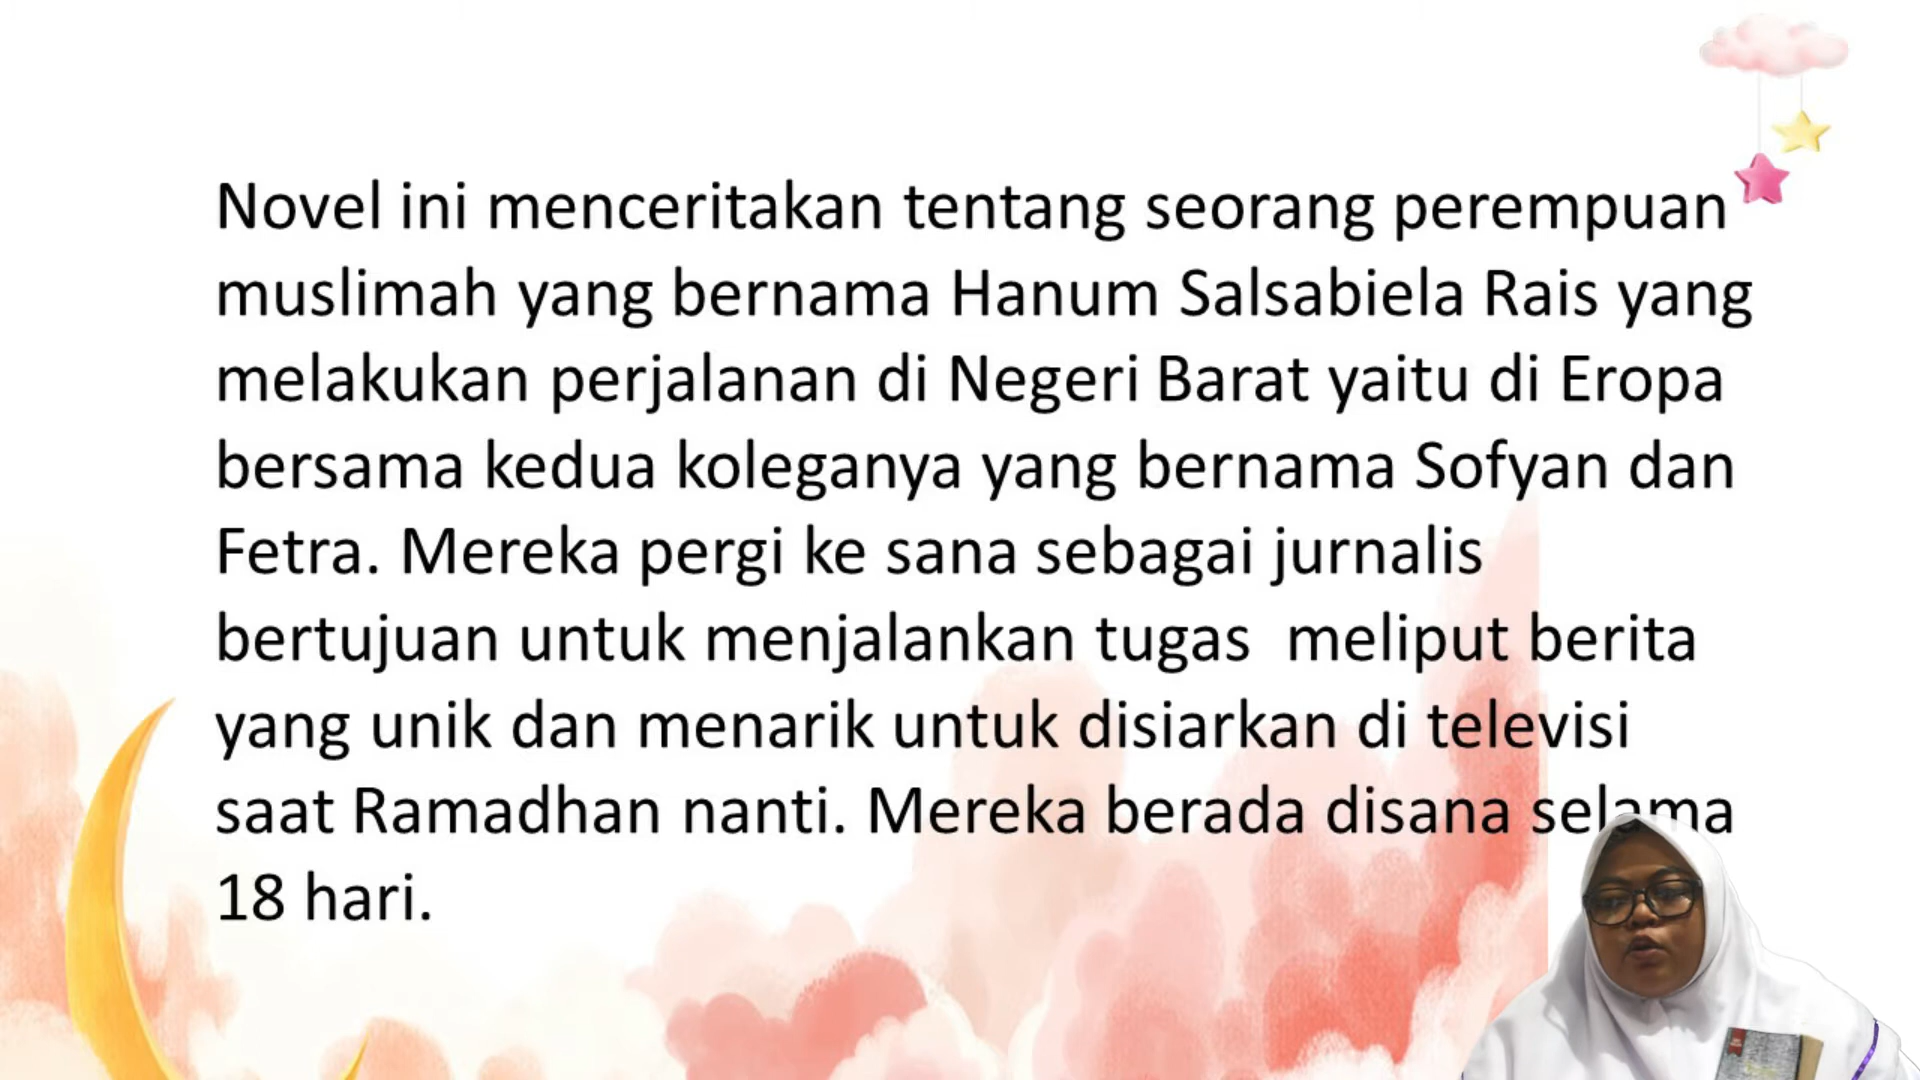 Novel ini menceritakan tentang seorang perempuan
muslimah yang bernama Hanum Salsabiela Rais yang
melakukan perjalanan di Negeri Barat yaitu di Eropa
bersama kedua koleganya yang bernama Sofyan dan
Fetra. Mereka pergi ke sana sebagai jurnalis
bertujuan untuk menjalankan tugas  meliput berita
yang unik dan menarik untuk disiarkan di televisi
saat Ramadhan nanti. Mereka berada disana selama
18 hari.